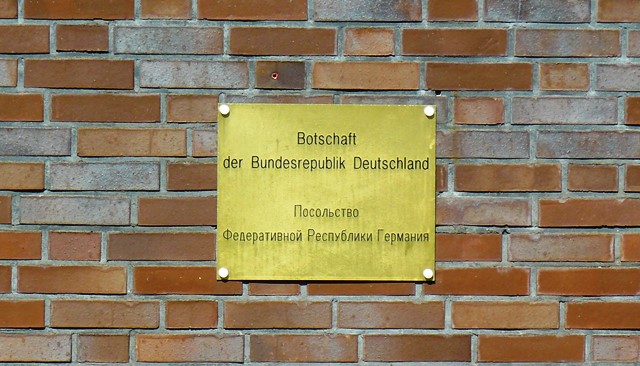 Botschaft
der Bundesrepublik Deutschland
Посольство
Федеративной Республики Германия